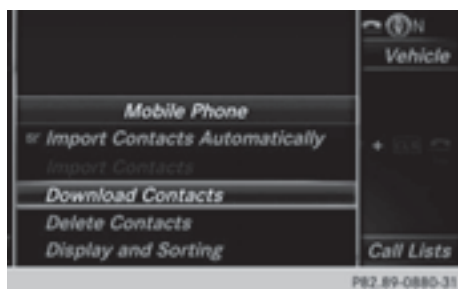 N
Vehicle
Mobile Phone
Import Contacts Automatically
Import Contacts
Download Contacts
Delete Contacts
Display and Sorting
Call Lists
P82.89-0880-31